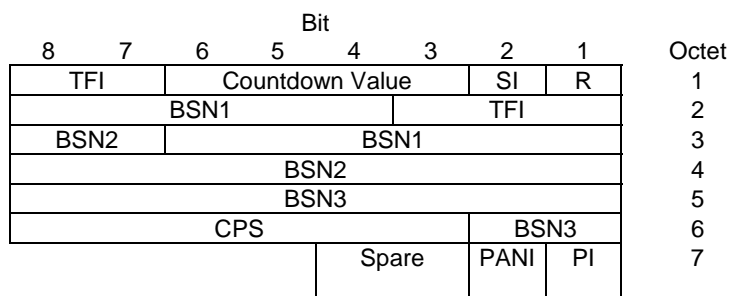 Bit
8 7 6 5 4 3 2 1 Octet
TFI Countdown Value SI R 1
BSN1 TFI 2
BSN2 BSN1 3
BSN2 4
BSN3 5
CPS BSN3 6
Spare PANI PI 7